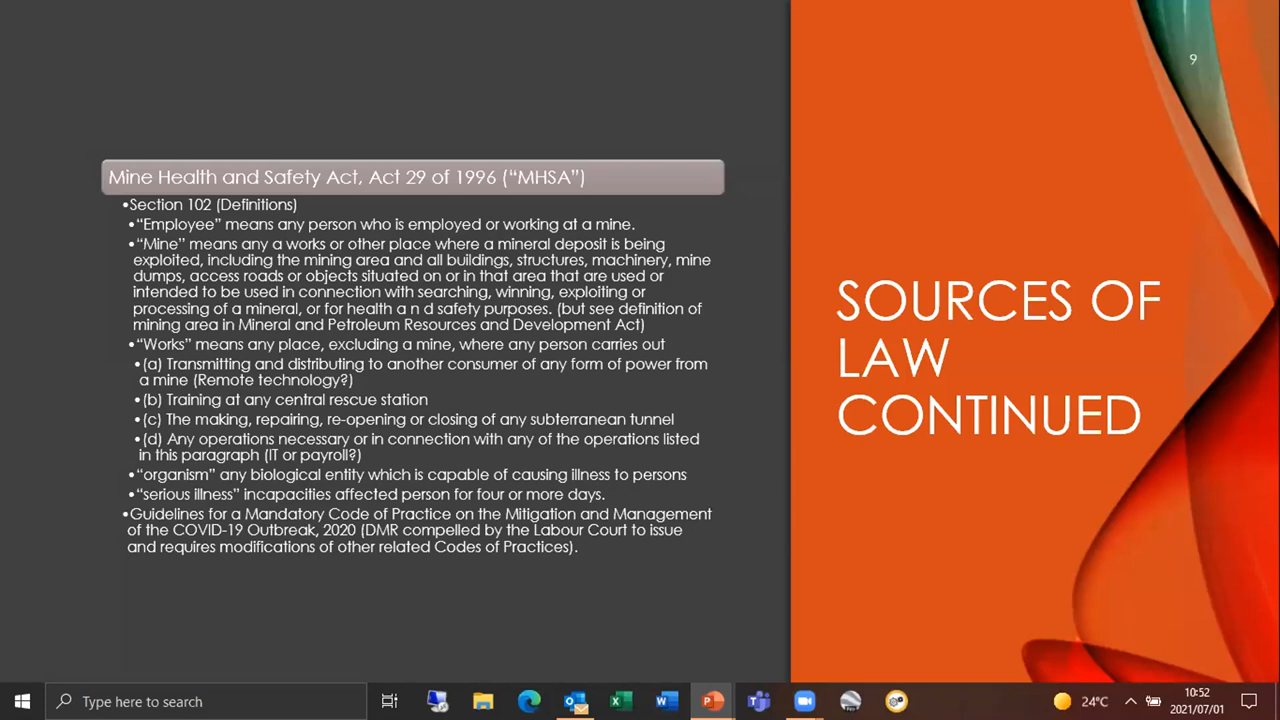 9
Mine Health and Safety Act, Act 29 of 1996 (“MHSA”)
•Section 102 (Definitions)
•“Employee” means any person who is employed or working at a mine.
•“Mine” means any a works or other place where a mineral deposit is being
exploited, including the mining area and all buildings, structures, machinery, mine
dumps, access roads or objects situated on or in that area that are used or
intended to be used in connection with searching, winning, exploiting or
processing of a mineral, or for health a n d safety purposes. (but see definition of
mining area in Mineral and Petroleum Resources and Development Act)
•“Works” means any place, excluding a mine, where any person carries out
•(a) Transmitting and distributing to another consumer of any form of power from
a mine (Remote technology?)
•(b) Training at any central rescue station
•(c) The making, repairing, re-opening or closing of any subterranean tunnel
•(d) Any operations necessary or in connection with any of the operations listed
in this paragraph (IT or payroll?)
•“organism” any biological entity which is capable of causing illness to persons
•“serious illness” incapacities affected person for four or more days.
•Guidelines for a Mandatory Code of Practice on the Mitigation and Management
of the COVID-19 Outbreak, 2020 (DMR compelled by the Labour Court to issue
and requires modifications of other related Codes of Practices).
SOURCES OF
LAW
CONTINUED
Type here to search
24°C
10:52
2021/07/01